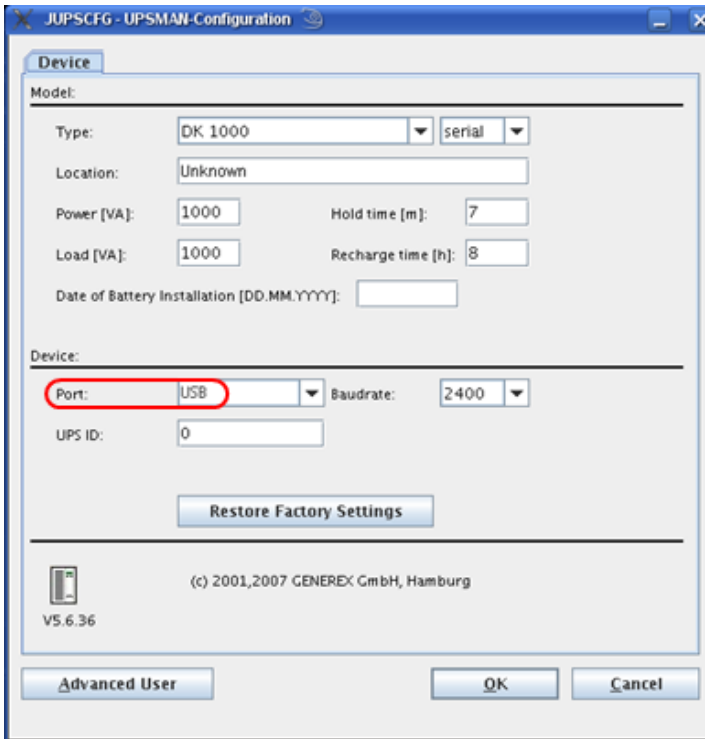 JUPSCFG - UPSMAN-Configuration
Device
Model:
Type: DK 1000 serial
Location: Unknown
Power [VA]: 1000 Hold time [m]: 7
Load [VA]: 1000 Recharge time [h]: 8
Date of Battery Installation [DD.MM.YYYY]:
Device:
Port: USB Baudrate: 2400
UPS ID: 0
Restore Factory Settings
(c) 2001,2007 GENEREX GmbH, Hamburg
V5.6.36
Advanced User OK Cancel